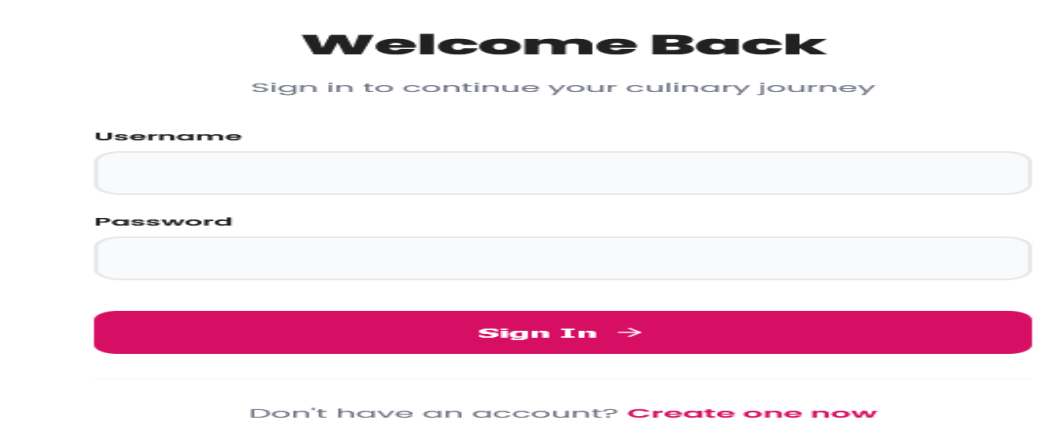 Welcome Back
Sign in to continue your culinary journey
Username
Password
Sign In →
Don't have an account? Create one now